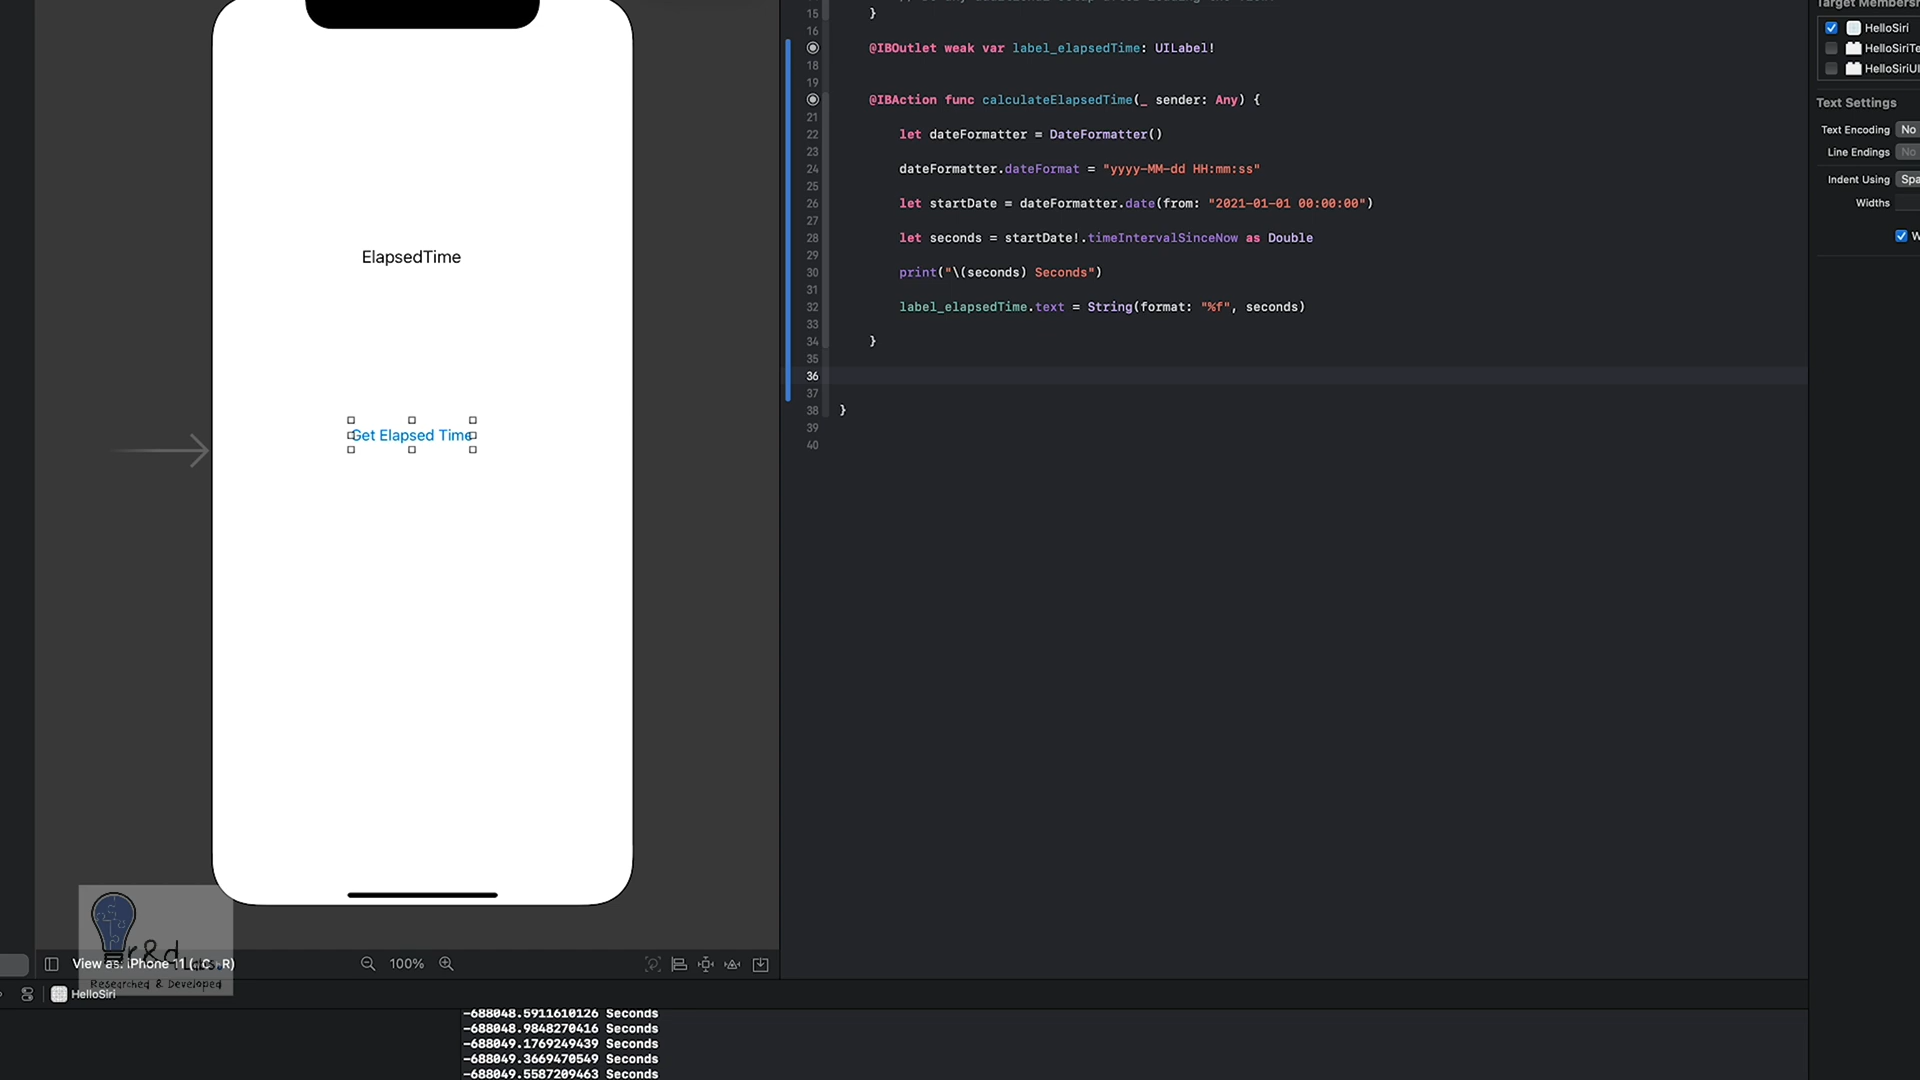 15 }
16
@IBOutlet weak var label_elapsedTime: UILabel!
18
19
@IBAction func calculateElapsedTime(_ sender: Any) {
21
22 let dateFormatter = DateFormatter()
23
24 dateFormatter.dateFormat = "yyyy-MM-dd HH:mm:ss"
25
26 let startDate = dateFormatter.date(from: "2021-01-01 00:00:00")
27
28 let seconds = startDate!.timeIntervalSinceNow as Double
29
30 print("\(seconds) Seconds")
31
32 label_elapsedTime.text = String(format: "%f", seconds)
33
34 }
35
36
37
38 }
39
40
ElapsedTime
Get Elapsed Time
HelloSiri
HelloSiriTe
HelloSiriUI
Text Settings
Text Encoding No
Line Endings No
Indent Using Spa
Widths
W
r&d
Researched & Developed
View as: iPhone 11 ( C R)
100%
HelloSiri
-688048.5911610126 Seconds
-688048.9848270416 Seconds
-688049.1769249439 Seconds
-688049.3669470549 Seconds
-688049.5587209463 Seconds